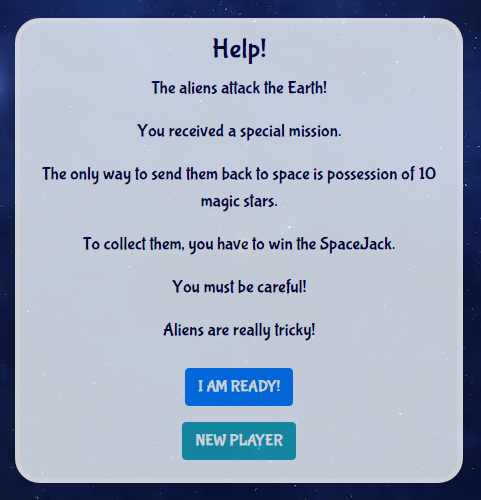 Help!
The aliens attack the Earth!
You received a special mission.
The only way to send them back to space is possession of 10
magic stars.
To collect them, you have to win the SpaceJack.
You must be careful!
Aliens are really tricky!
I AM READY!
NEW PLAYER